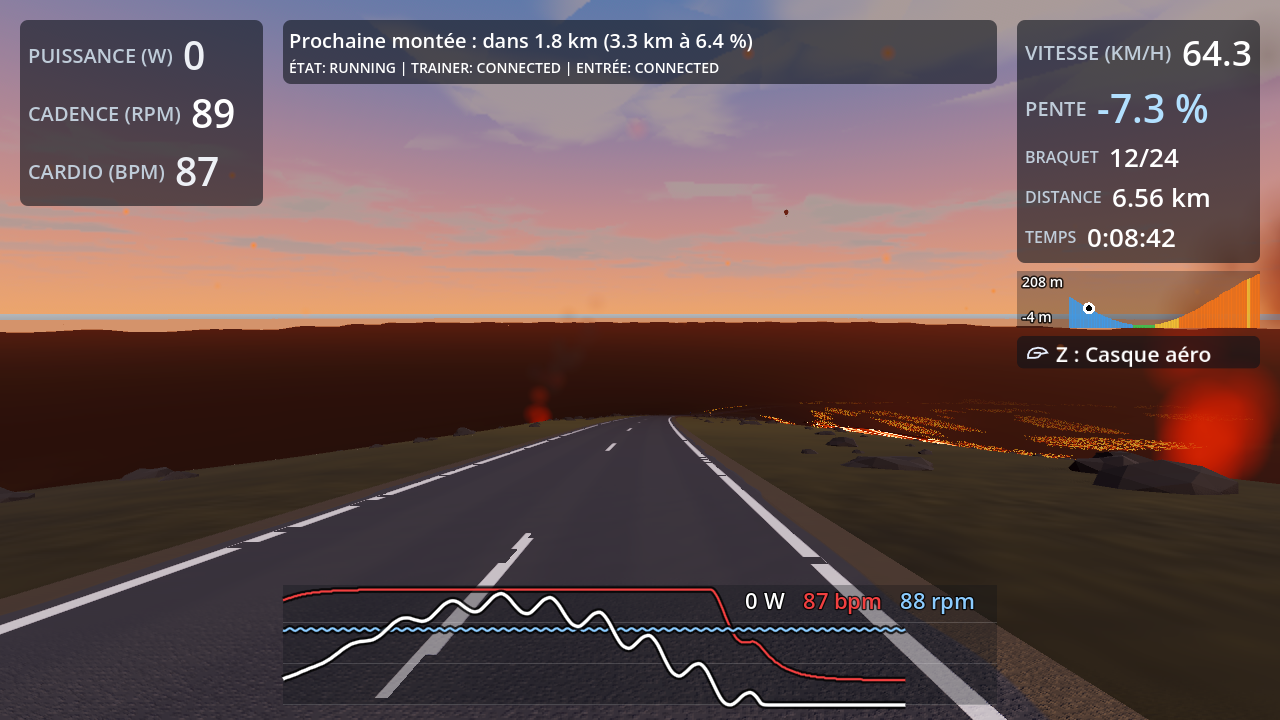 PUISSANCE (W) 0
CADENCE (RPM) 89
CARDIO (BPM) 87
Prochaine montée : dans 1.8 km (3.3 km à 6.4 %)
ÉTAT: RUNNING | TRAINER: CONNECTED | ENTRÉE: CONNECTED
VITESSE (KM/H) 64.3
PENTE -7.3 %
BRAQUET 12/24
DISTANCE 6.56 km
TEMPS 0:08:42
208 m
-4 m
Z : Casque aéro
0 W 87 bpm 88 rpm